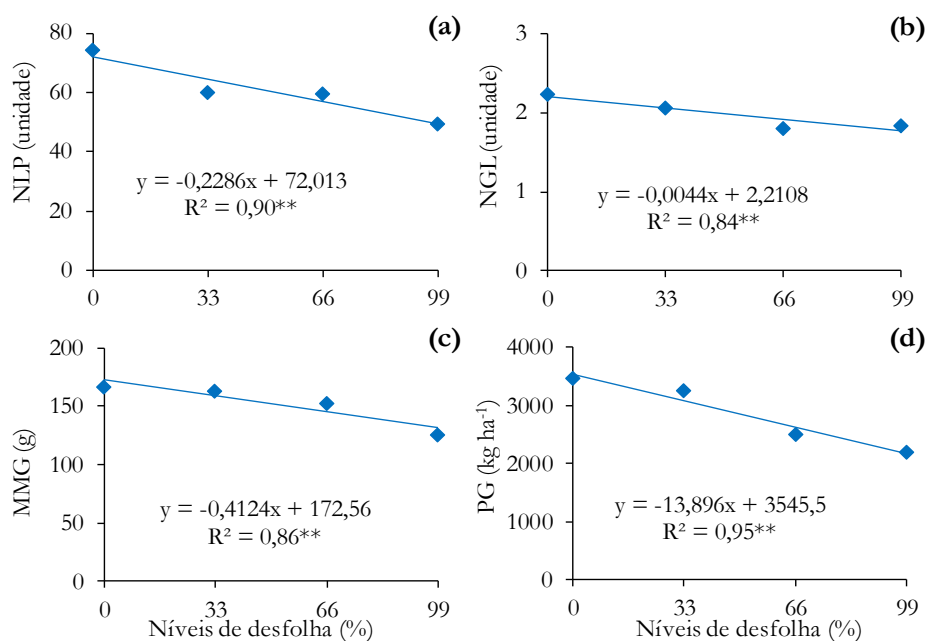 (a)
80
60
40
20
0
NLP (unidade)
y = -0,2286x + 72,013
R² = 0,90**
0 33 66 99
(b)
3
2
1
0
NGL (unidade)
y = -0,0044x + 2,2108
R² = 0,84**
0 33 66 99
(c)
200
150
100
50
0
MMG (g)
y = -0,4124x + 172,56
R² = 0,86**
0 33 66 99
Níveis de desfolha (%)
(d)
4000
3000
2000
1000
0
PG (kg ha⁻¹)
y = -13,896x + 3545,5
R² = 0,95**
0 33 66 99
Níveis de desfolha (%)